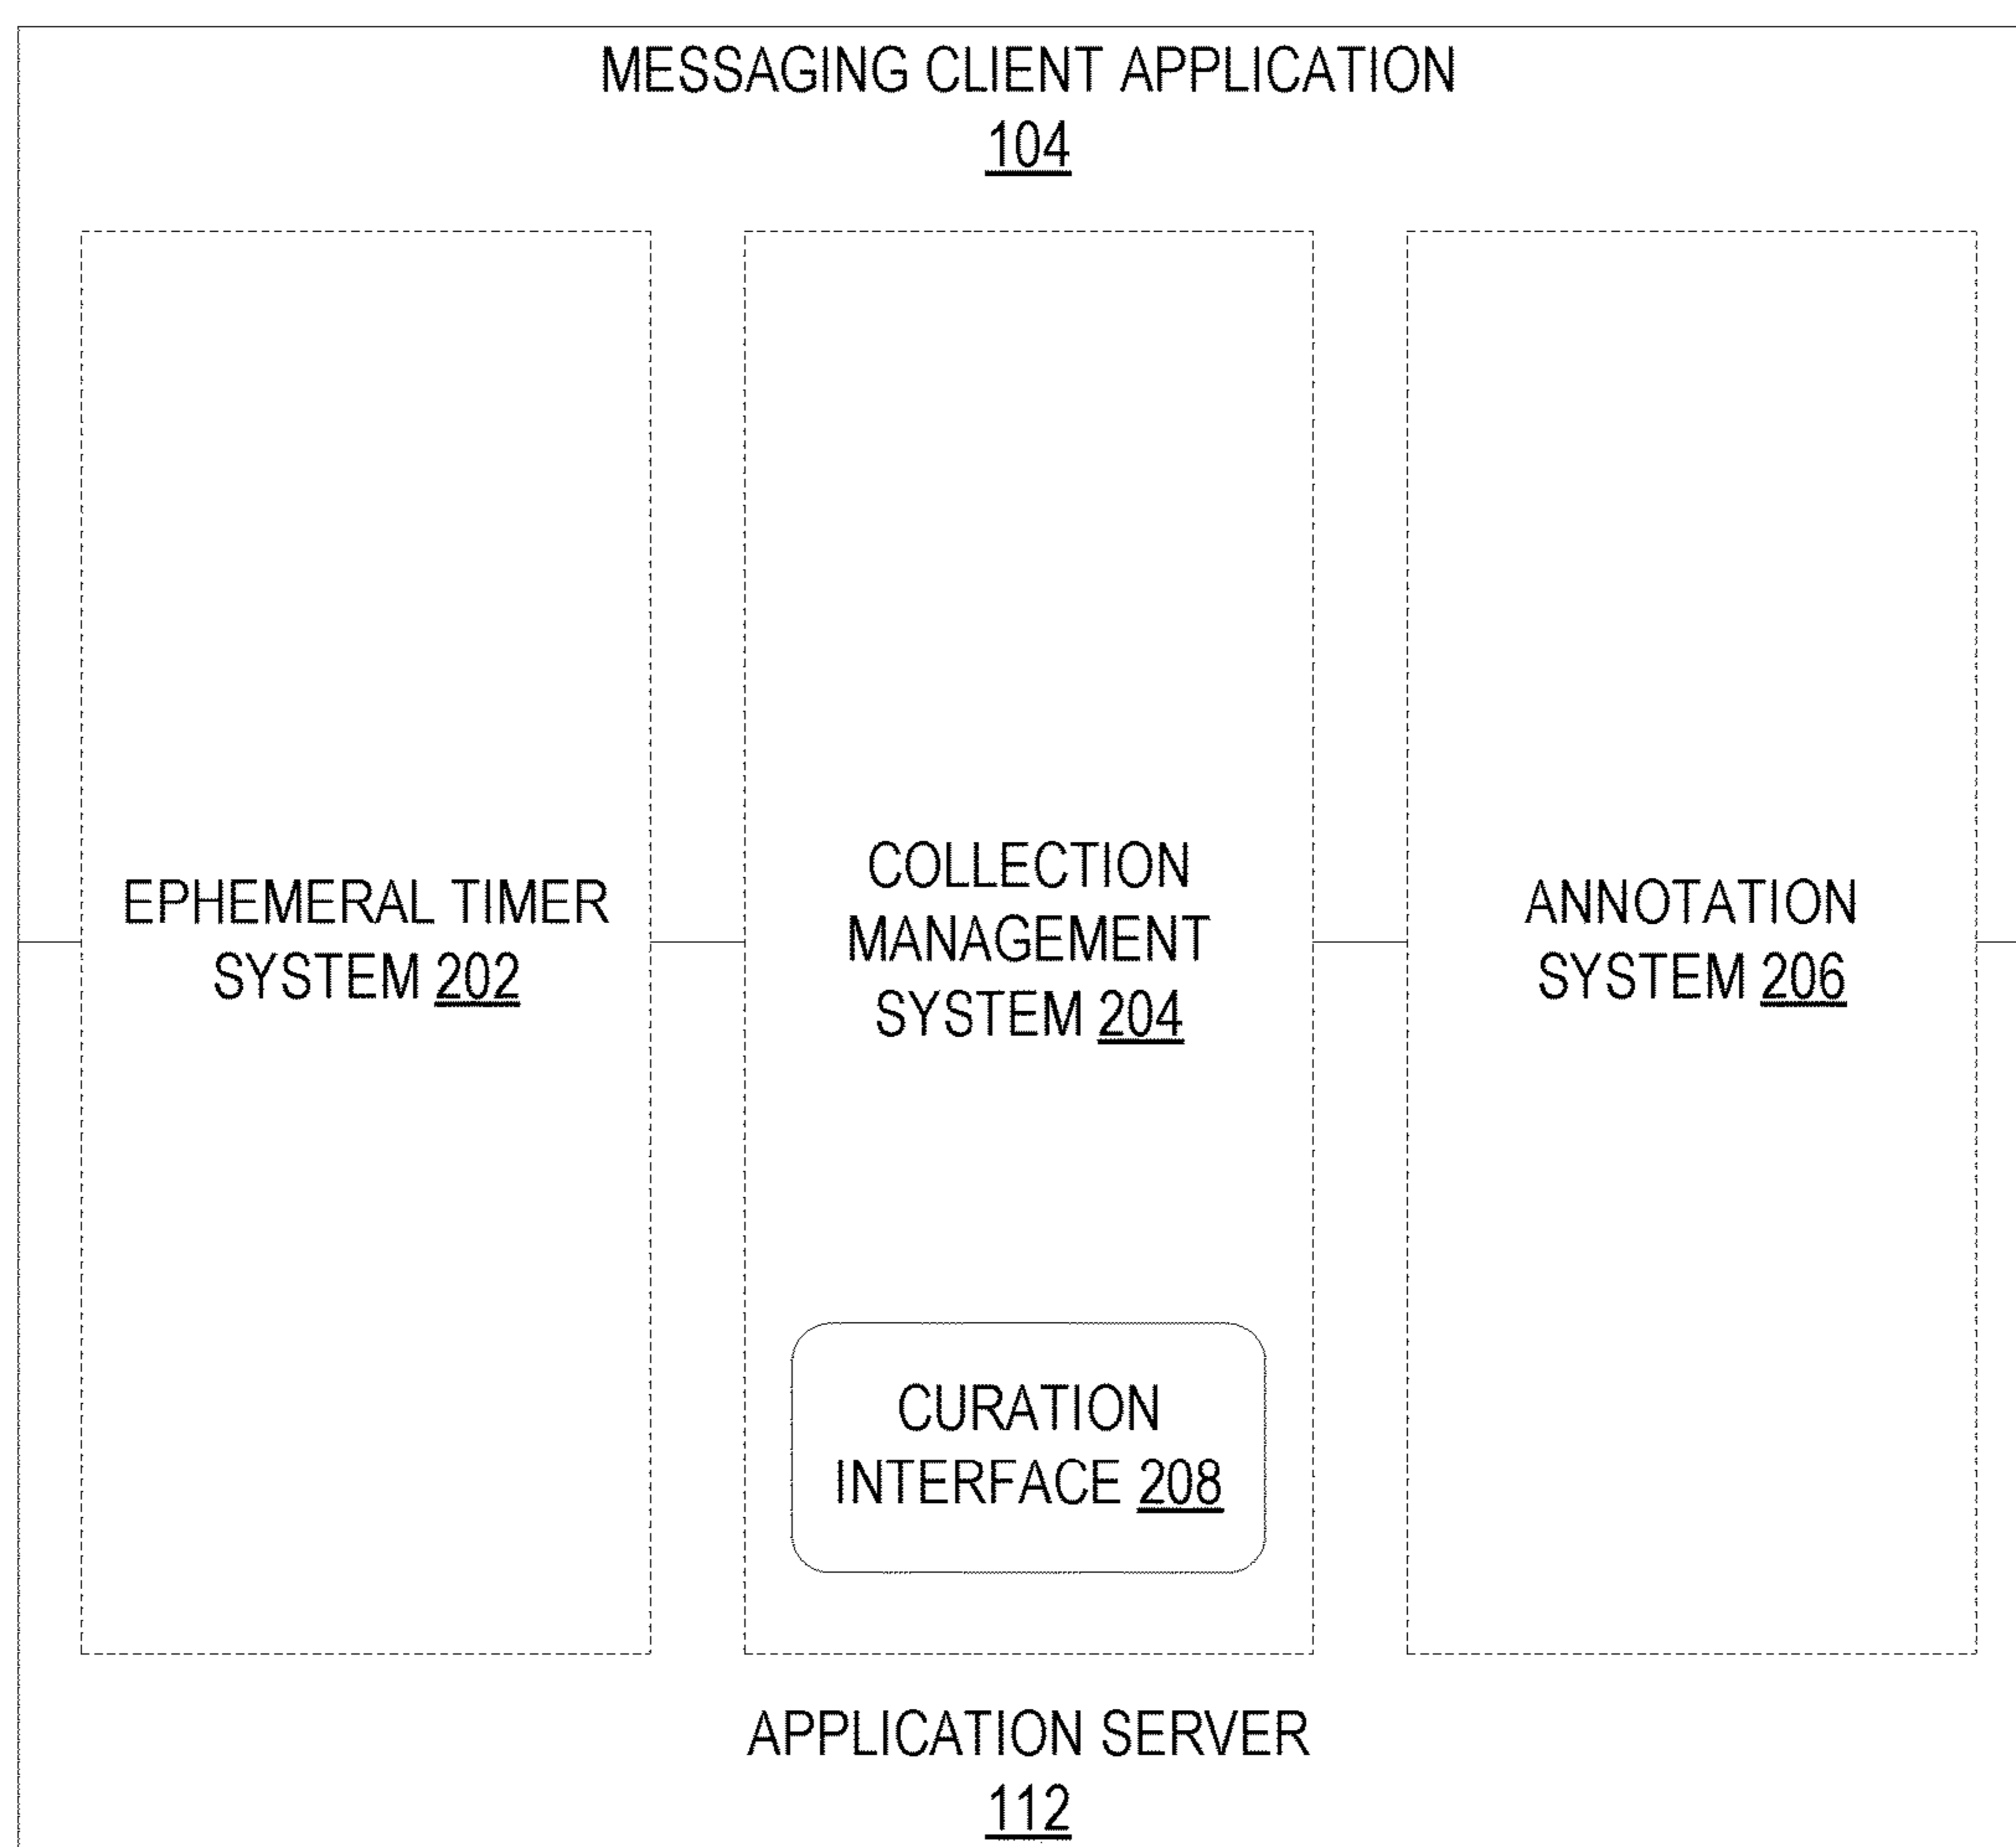 MESSAGING CLIENT APPLICATION
104
EPHEMERAL TIMER
SYSTEM 202
COLLECTION
MANAGEMENT
SYSTEM 204
ANNOTATION
SYSTEM 206
CURATION
INTERFACE 208
APPLICATION SERVER
112